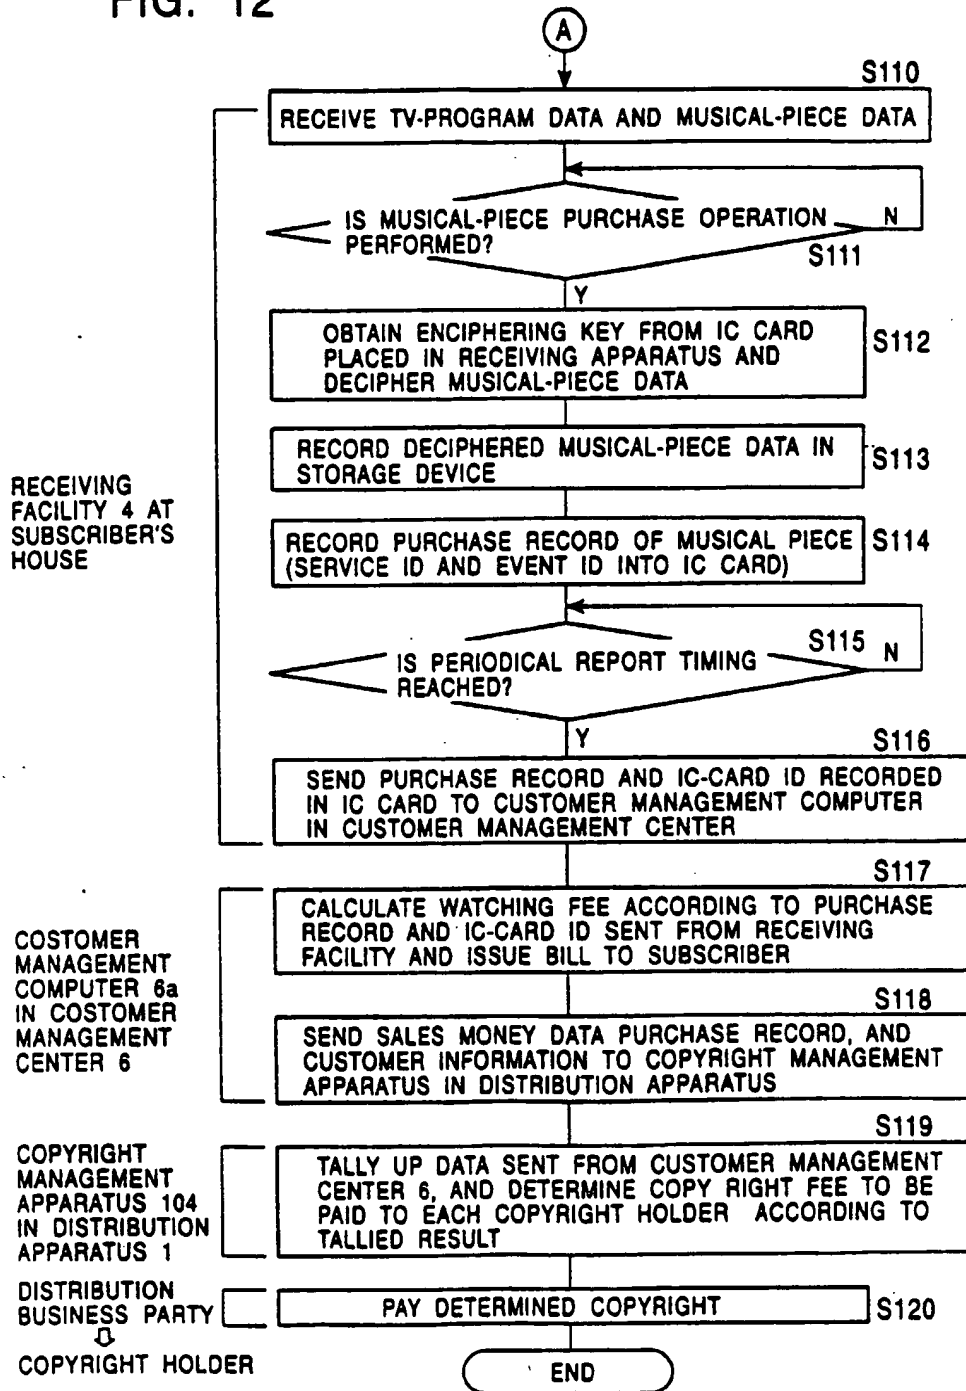 FIG. 12
A
S110
RECEIVE TV-PROGRAM DATA AND MUSICAL-PIECE DATA
IS MUSICAL-PIECE PURCHASE OPERATION
PERFORMED?
N
S111
Y
OBTAIN ENCIPHERING KEY FROM IC CARD
PLACED IN RECEIVING APPARATUS AND
DECIPHER MUSICAL-PIECE DATA
S112
RECORD DECIPHERED MUSICAL-PIECE DATA IN
STORAGE DEVICE
S113
RECEIVING
FACILITY 4 AT
SUBSCRIBER'S
HOUSE
RECORD PURCHASE RECORD OF MUSICAL PIECE
(SERVICE ID AND EVENT ID INTO IC CARD)
S114
S115
N
IS PERIODICAL REPORT TIMING
REACHED?
Y
S116
SEND PURCHASE RECORD AND IC-CARD ID RECORDED
IN IC CARD TO CUSTOMER MANAGEMENT COMPUTER
IN CUSTOMER MANAGEMENT CENTER
S117
CALCULATE WATCHING FEE ACCORDING TO PURCHASE
RECORD AND IC-CARD ID SENT FROM RECEIVING
FACILITY AND ISSUE BILL TO SUBSCRIBER
COSTOMER
MANAGEMENT
COMPUTER 6a
IN COSTOMER
MANAGEMENT
CENTER 6
S118
SEND SALES MONEY DATA PURCHASE RECORD, AND
CUSTOMER INFORMATION TO COPYRIGHT MANAGEMENT
APPARATUS IN DISTRIBUTION APPARATUS
S119
COPYRIGHT
MANAGEMENT
APPARATUS 104
IN DISTRIBUTION
APPARATUS 1
TALLY UP DATA SENT FROM CUSTOMER MANAGEMENT
CENTER 6, AND DETERMINE COPY RIGHT FEE TO BE
PAID TO EACH COPYRIGHT HOLDER ACCORDING TO
TALLIED RESULT
DISTRIBUTION
BUSINESS PARTY
⇩
COPYRIGHT HOLDER
PAY DETERMINED COPYRIGHT
S120
END